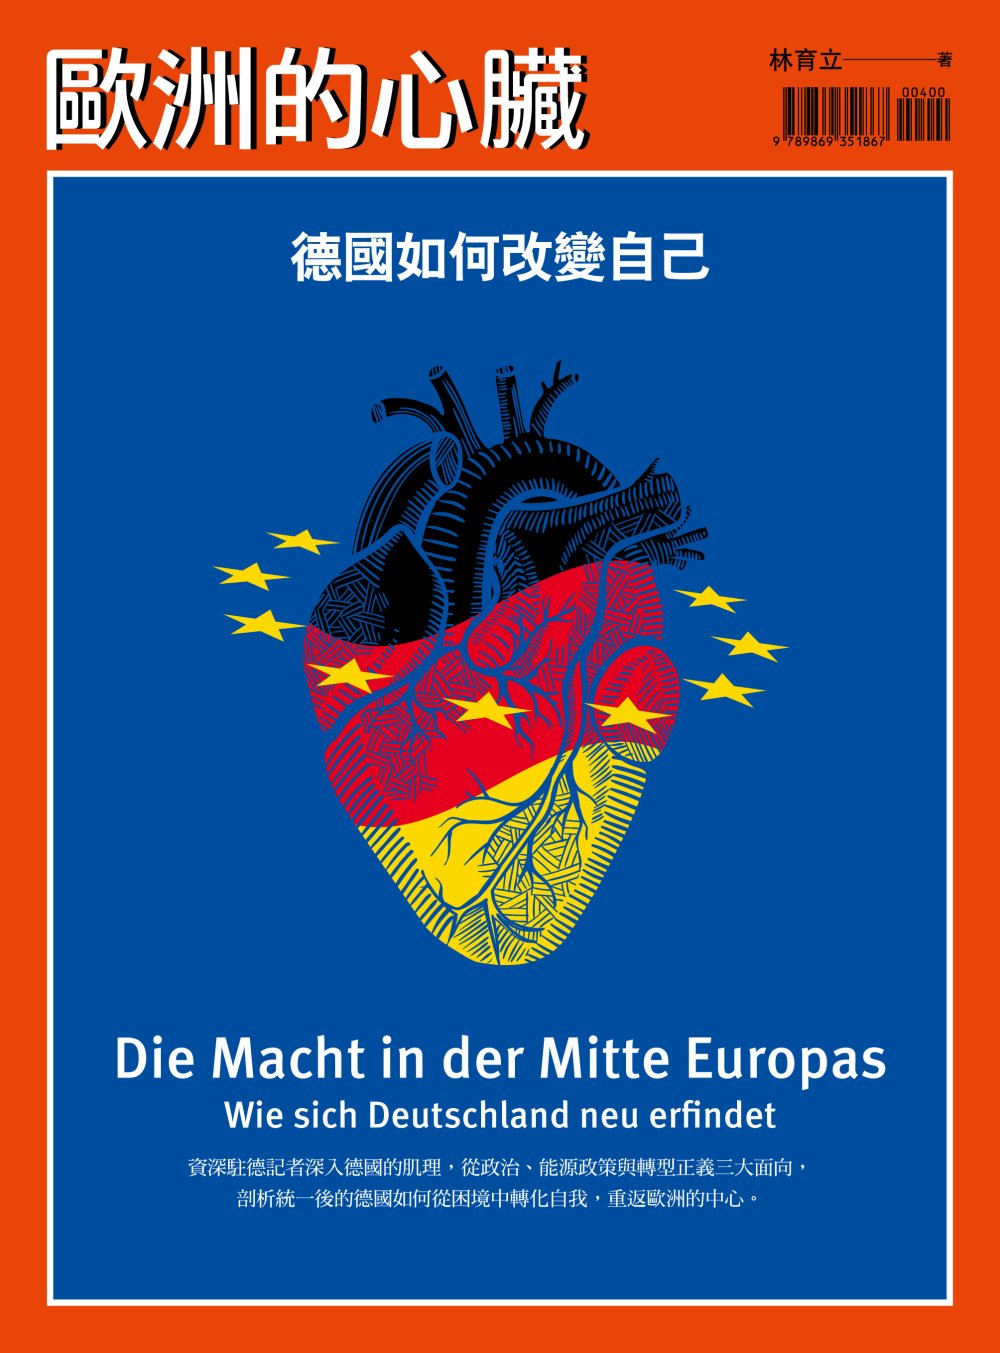 歐洲的心臟
林育立 著
00400
9 789869 351867
德國如何改變自己
Die Macht in der Mitte Europas
Wie sich Deutschland neu erfindet
資深駐德記者深入德國的肌理，從政治、能源政策與轉型正義三大面向，
剖析統一後的德國如何從困境中轉化自我，重返歐洲的中心。